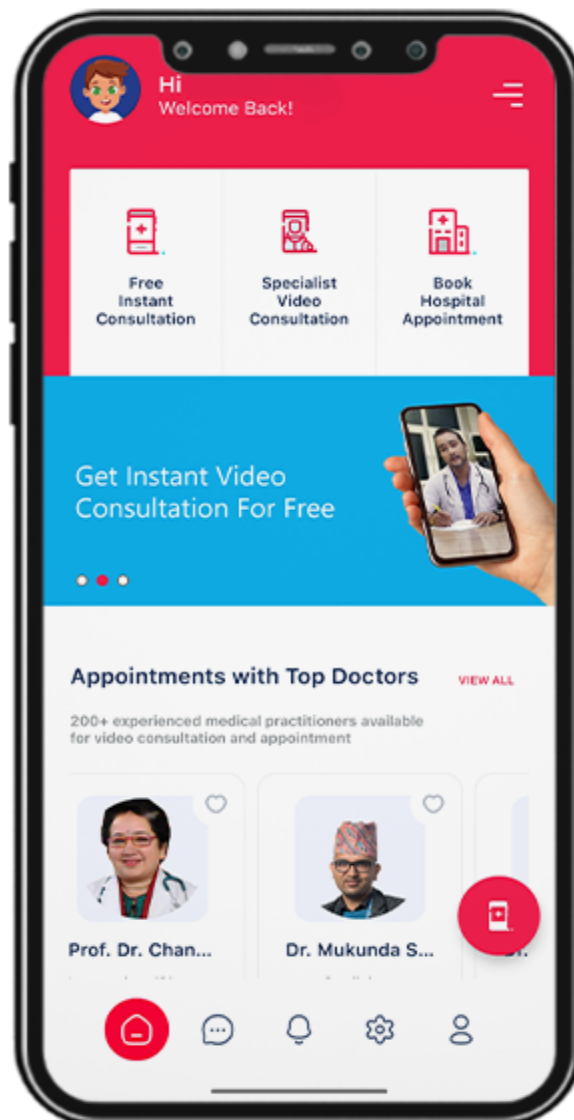 Hi
Welcome Back!
Free
Instant
Consultation
Specialist
Video
Consultation
Book
Hospital
Appointment
Get Instant Video
Consultation For Free
Appointments with Top Doctors
VIEW ALL
200+ experienced medical practitioners available
for video consultation and appointment
Prof. Dr. Chan...
Dr. Mukunda S...